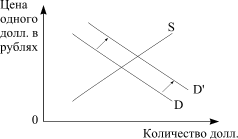 Цена
одного
долл. в
рублях
S
D'
D
0
Количество долл.